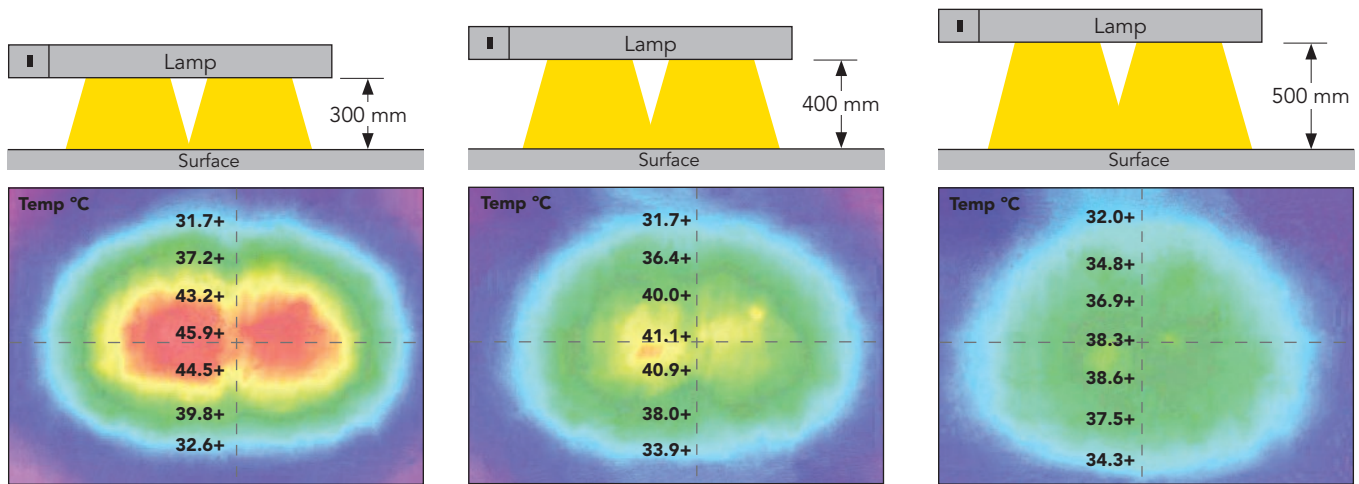 Lamp
300 mm
Surface
Temp °C
31.7+
37.2+
43.2+
45.9+
44.5+
39.8+
32.6+
Lamp
400 mm
Surface
Temp °C
31.7+
36.4+
40.0+
41.1+
40.9+
38.0+
33.9+
Lamp
500 mm
Surface
Temp °C
32.0+
34.8+
36.9+
38.3+
38.6+
37.5+
34.3+